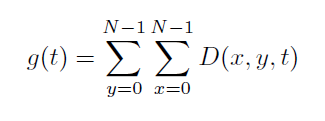 g(t) = \sum_{y=0}^{N-1} \sum_{x=0}^{N-1} D(x, y, t)